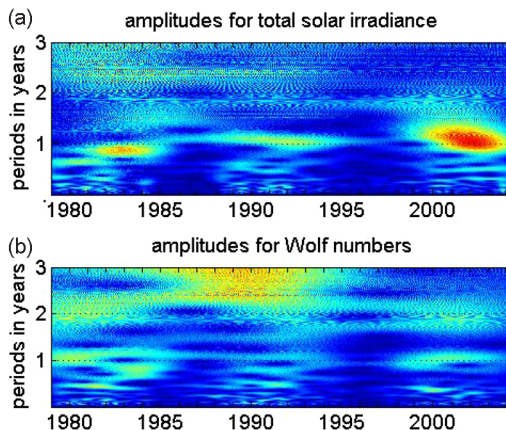 (a) amplitudes for total solar irradiance
periods in years
3
2
1
1980 1985 1990 1995 2000
(b) amplitudes for Wolf numbers
periods in years
3
2
1
1980 1985 1990 1995 2000